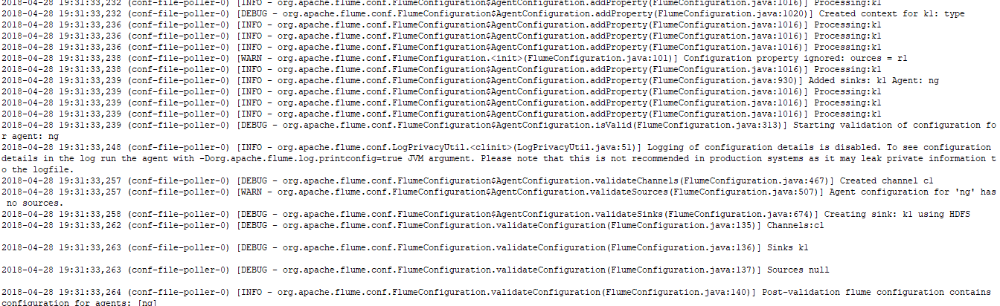 2018-04-28 19:31:33,232 (conf-file-poller-0) [INFO - org.apache.flume.conf.FlumeConfiguration$AgentConfiguration.addProperty(FlumeConfiguration.java:1016)] Processing:k1
2018-04-28 19:31:33,232 (conf-file-poller-0) [DEBUG - org.apache.flume.conf.FlumeConfiguration$AgentConfiguration.addProperty(FlumeConfiguration.java:1020)] Created context for k1: type
2018-04-28 19:31:33,236 (conf-file-poller-0) [INFO - org.apache.flume.conf.FlumeConfiguration$AgentConfiguration.addProperty(FlumeConfiguration.java:1016)] Processing:k1
2018-04-28 19:31:33,236 (conf-file-poller-0) [INFO - org.apache.flume.conf.FlumeConfiguration$AgentConfiguration.addProperty(FlumeConfiguration.java:1016)] Processing:k1
2018-04-28 19:31:33,236 (conf-file-poller-0) [INFO - org.apache.flume.conf.FlumeConfiguration$AgentConfiguration.addProperty(FlumeConfiguration.java:1016)] Processing:k1
2018-04-28 19:31:33,238 (conf-file-poller-0) [WARN - org.apache.flume.conf.FlumeConfiguration.<init>(FlumeConfiguration.java:101)] Configuration property ignored: ources = r1
2018-04-28 19:31:33,238 (conf-file-poller-0) [INFO - org.apache.flume.conf.FlumeConfiguration$AgentConfiguration.addProperty(FlumeConfiguration.java:1016)] Processing:k1
2018-04-28 19:31:33,239 (conf-file-poller-0) [INFO - org.apache.flume.conf.FlumeConfiguration$AgentConfiguration.addProperty(FlumeConfiguration.java:930)] Added sinks: k1 Agent: ng
2018-04-28 19:31:33,239 (conf-file-poller-0) [INFO - org.apache.flume.conf.FlumeConfiguration$AgentConfiguration.addProperty(FlumeConfiguration.java:1016)] Processing:k1
2018-04-28 19:31:33,239 (conf-file-poller-0) [INFO - org.apache.flume.conf.FlumeConfiguration$AgentConfiguration.addProperty(FlumeConfiguration.java:1016)] Processing:k1
2018-04-28 19:31:33,239 (conf-file-poller-0) [INFO - org.apache.flume.conf.FlumeConfiguration$AgentConfiguration.addProperty(FlumeConfiguration.java:1016)] Processing:k1
2018-04-28 19:31:33,239 (conf-file-poller-0) [DEBUG - org.apache.flume.conf.FlumeConfiguration$AgentConfiguration.isValid(FlumeConfiguration.java:313)] Starting validation of configuration fo
r agent: ng
2018-04-28 19:31:33,248 (conf-file-poller-0) [INFO - org.apache.flume.conf.LogPrivacyUtil.<clinit>(LogPrivacyUtil.java:51)] Logging of configuration details is disabled. To see configuration
details in the log run the agent with -Dorg.apache.flume.log.printconfig=true JVM argument. Please note that this is not recommended in production systems as it may leak private information t
o the logfile.
2018-04-28 19:31:33,257 (conf-file-poller-0) [DEBUG - org.apache.flume.conf.FlumeConfiguration$AgentConfiguration.validateChannels(FlumeConfiguration.java:467)] Created channel c1
2018-04-28 19:31:33,257 (conf-file-poller-0) [WARN - org.apache.flume.conf.FlumeConfiguration$AgentConfiguration.validateSources(FlumeConfiguration.java:507)] Agent configuration for 'ng' has
no sources.
2018-04-28 19:31:33,258 (conf-file-poller-0) [DEBUG - org.apache.flume.conf.FlumeConfiguration$AgentConfiguration.validateSinks(FlumeConfiguration.java:674)] Creating sink: k1 using HDFS
2018-04-28 19:31:33,262 (conf-file-poller-0) [DEBUG - org.apache.flume.conf.FlumeConfiguration.validateConfiguration(FlumeConfiguration.java:135)] Channels:c1
2018-04-28 19:31:33,263 (conf-file-poller-0) [DEBUG - org.apache.flume.conf.FlumeConfiguration.validateConfiguration(FlumeConfiguration.java:136)] Sinks k1
2018-04-28 19:31:33,263 (conf-file-poller-0) [DEBUG - org.apache.flume.conf.FlumeConfiguration.validateConfiguration(FlumeConfiguration.java:137)] Sources null
2018-04-28 19:31:33,264 (conf-file-poller-0) [INFO - org.apache.flume.conf.FlumeConfiguration.validateConfiguration(FlumeConfiguration.java:140)] Post-validation flume configuration contains
configuration for agents: [ng]